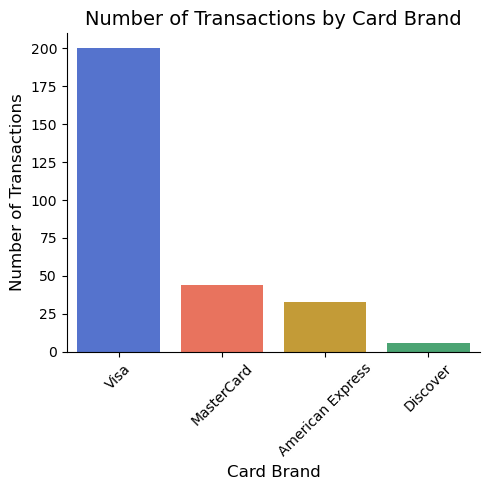 Number of Transactions by Card Brand
Number of Transactions
200
175
150
125
100
75
50
25
0
Visa
MasterCard
American Express
Discover
Card Brand